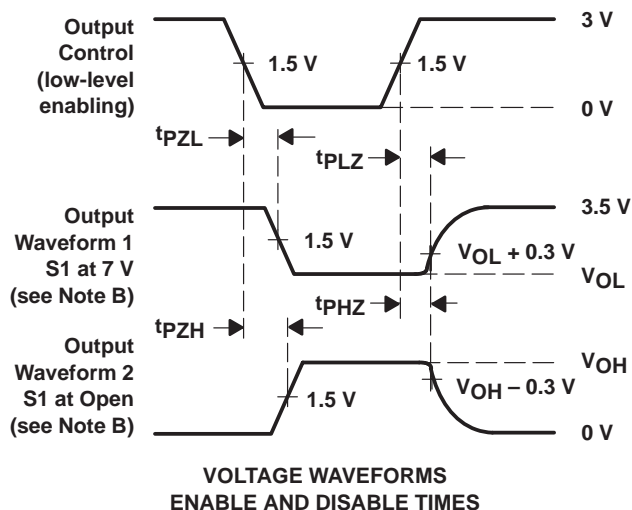 Output
Control
(low-level
enabling)
3 V
1.5 V
1.5 V
0 V
tPZL
tPLZ
Output
Waveform 1
S1 at 7 V
(see Note B)
3.5 V
1.5 V
VOL + 0.3 V
VOL
tPZH
tPHZ
Output
Waveform 2
S1 at Open
(see Note B)
VOH
1.5 V
VOH – 0.3 V
0 V
VOLTAGE WAVEFORMS
ENABLE AND DISABLE TIMES